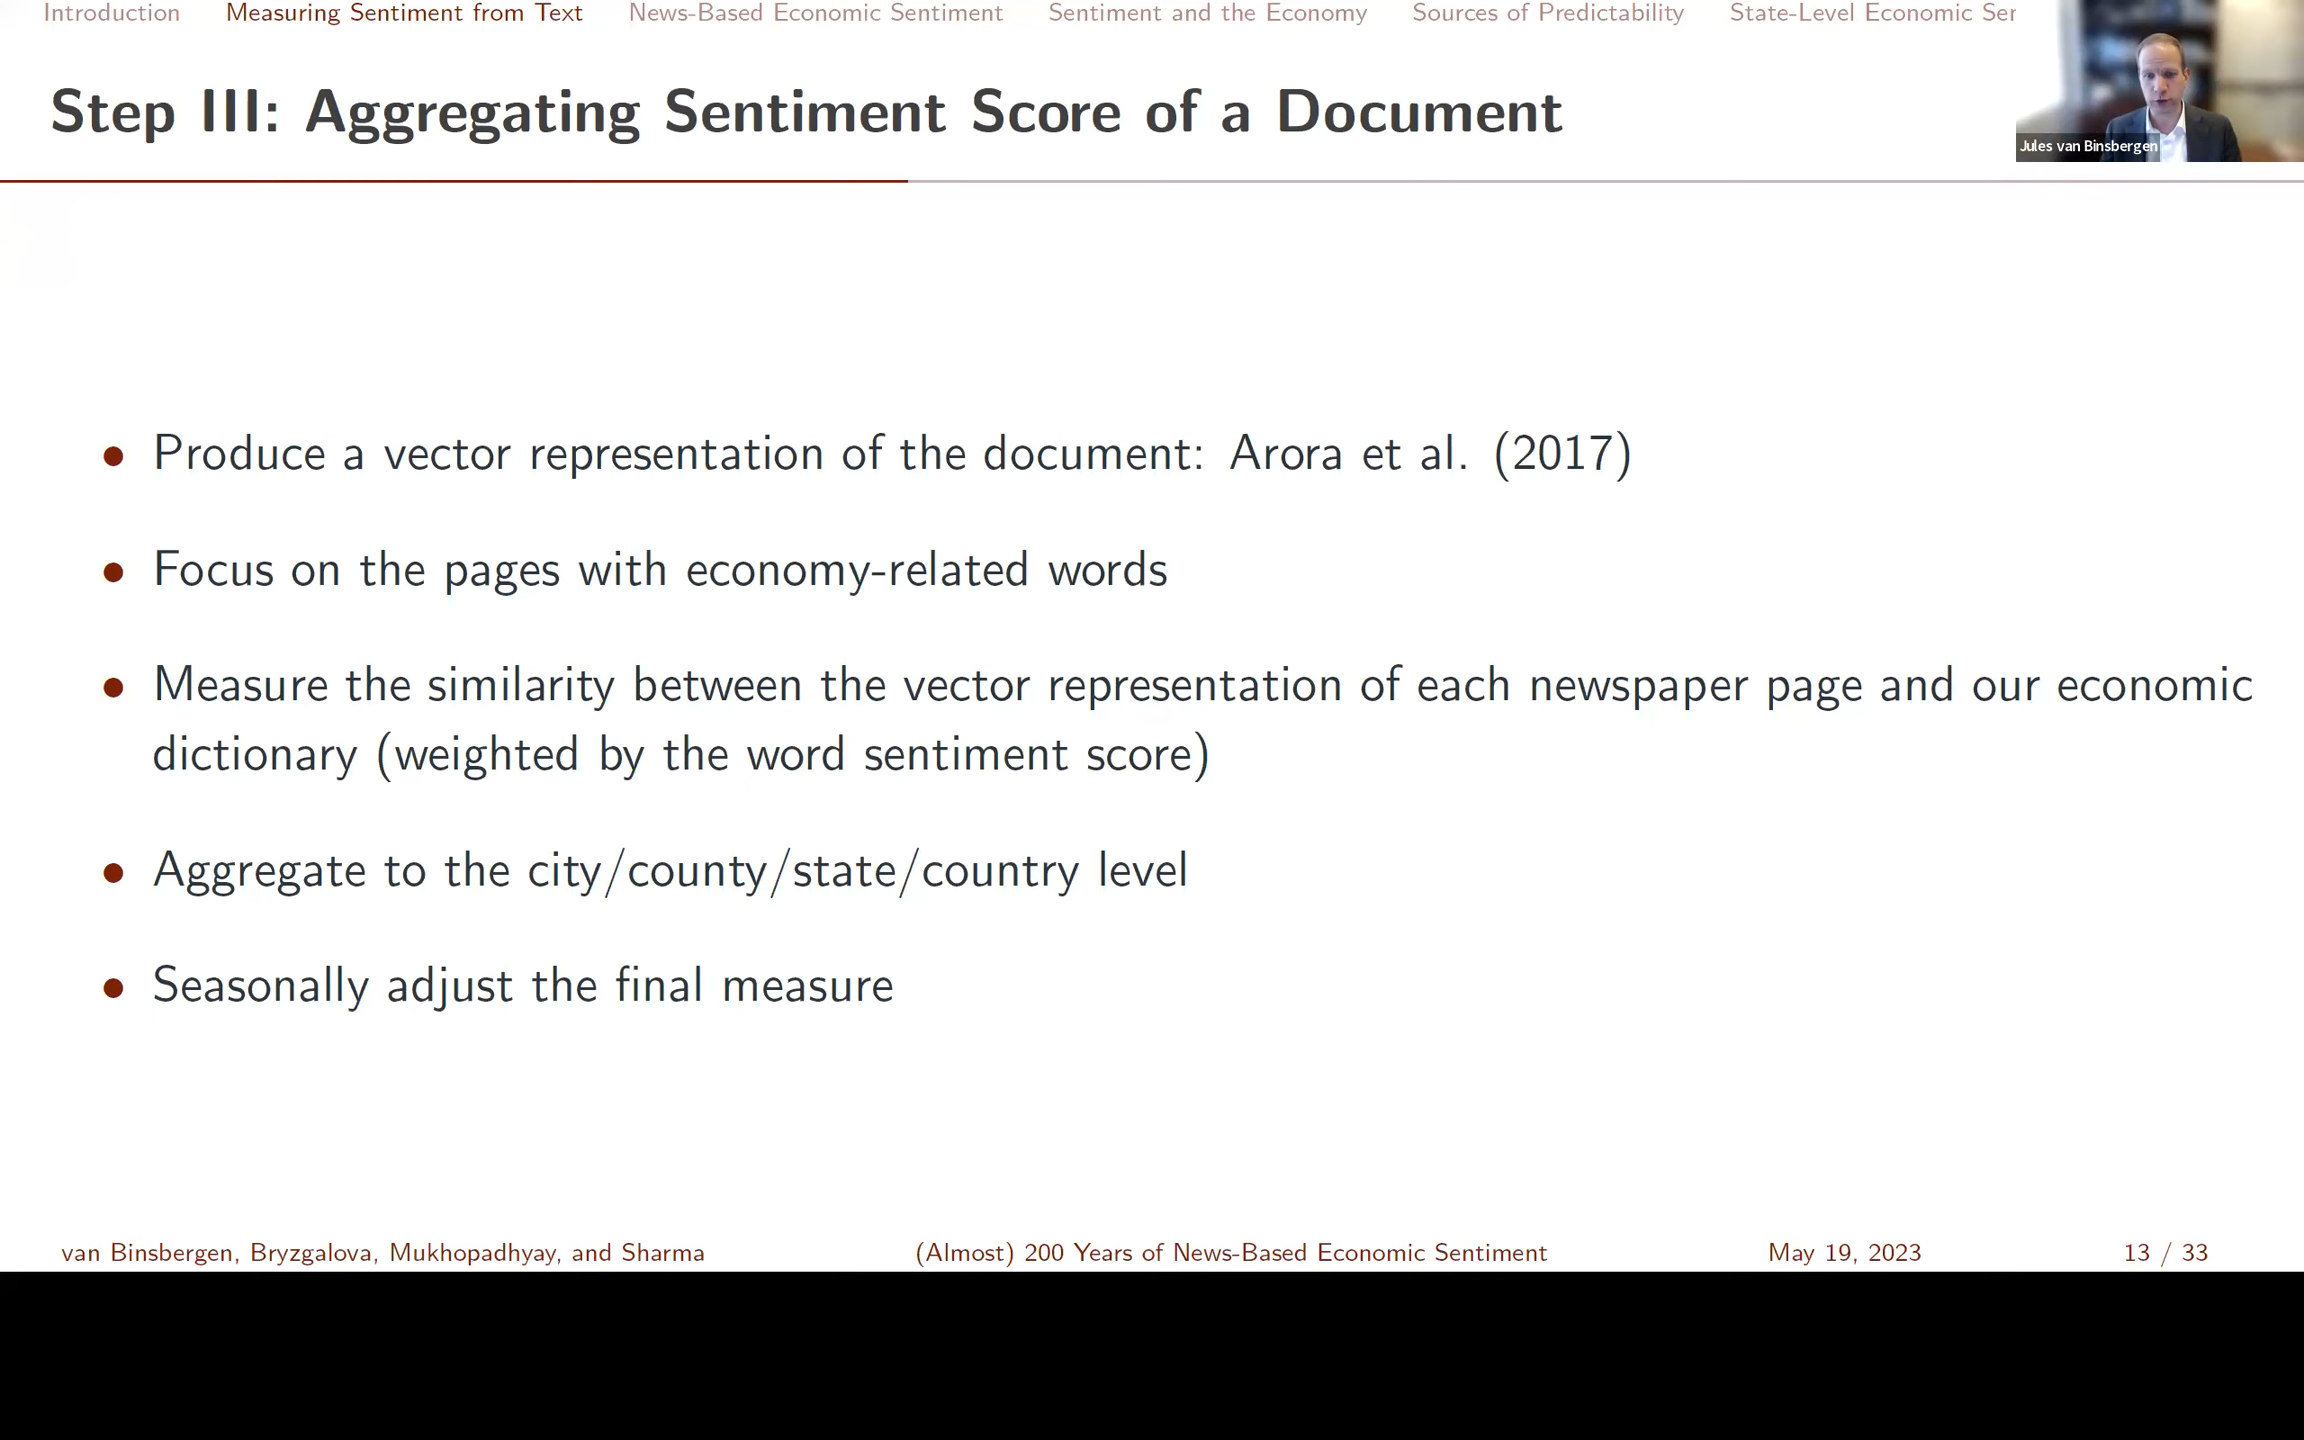 Introduction Measuring Sentiment from Text News-Based Economic Sentiment Sentiment and the Economy Sources of Predictability State-Level Economic Ser
Step III: Aggregating Sentiment Score of a Document
Jules van Binsbergen
• Produce a vector representation of the document: Arora et al. (2017)
• Focus on the pages with economy-related words
• Measure the similarity between the vector representation of each newspaper page and our economic
dictionary (weighted by the word sentiment score)
• Aggregate to the city/county/state/country level
• Seasonally adjust the final measure
van Binsbergen, Bryzgalova, Mukhopadhyay, and Sharma (Almost) 200 Years of News-Based Economic Sentiment May 19, 2023 13 / 33